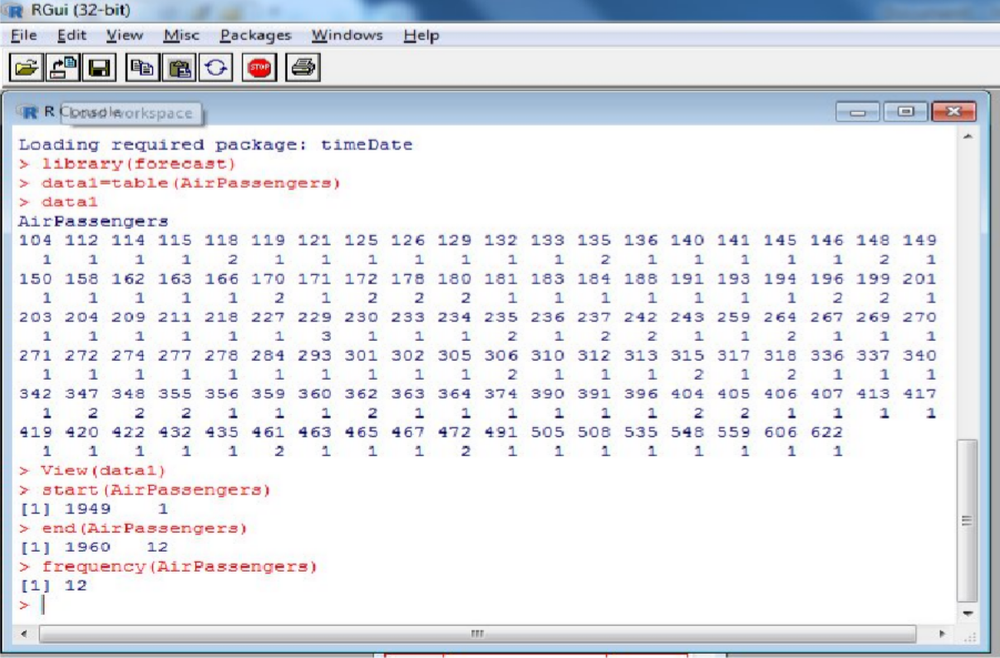 RGui (32-bit)
File Edit View Misc Packages Windows Help
STOP
R Console workspace
Loading required package: timeDate
> library(forecast)
> data1=table(AirPassengers)
> data1
AirPassengers
104 112 114 115 118 119 121 125 126 129 132 133 135 136 140 141 145 146 148 149
1 1 1 1 2 1 1 1 1 1 1 1 2 1 1 1 1 1 2 1
150 158 162 163 166 170 171 172 178 180 181 183 184 188 191 193 194 196 199 201
1 1 1 1 1 2 1 2 2 2 1 1 1 1 1 1 1 2 2 1
203 204 209 211 218 227 229 230 233 234 235 236 237 242 243 259 264 267 269 270
1 1 1 1 1 1 3 1 1 1 2 1 2 2 1 1 2 1 1 1
271 272 274 277 278 284 293 301 302 305 306 310 312 313 315 317 318 336 337 340
1 1 1 1 1 1 1 1 1 1 2 1 1 1 2 1 2 1 1 1
342 347 348 355 356 359 360 362 363 364 374 390 391 396 404 405 406 407 413 417
1 2 2 2 1 1 1 2 1 1 1 1 1 1 2 2 1 1 1 1
419 420 422 432 435 461 463 465 467 472 491 505 508 535 548 559 606 622
1 1 1 1 1 2 1 1 1 2 1 1 1 1 1 1 1 1
> View(data1)
> start(AirPassengers)
[1] 1949 1
> end(AirPassengers)
[1] 1960 12
> frequency(AirPassengers)
[1] 12
>